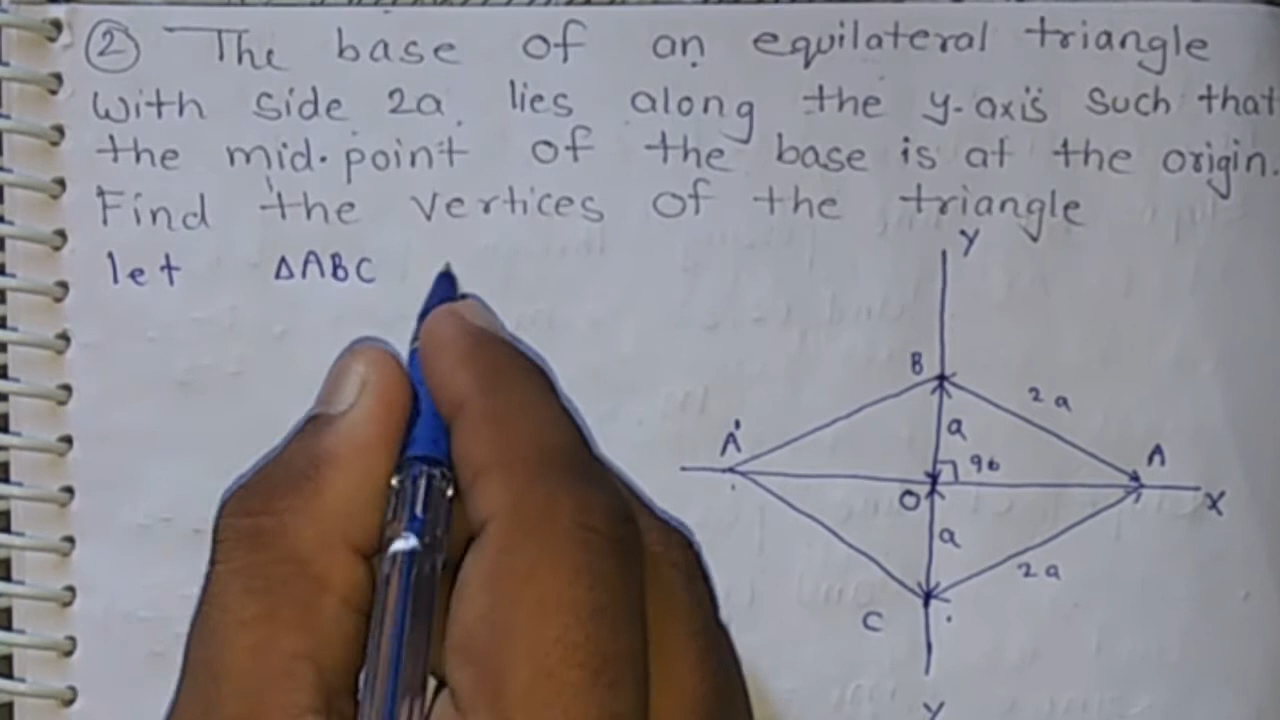 ② The base of an equilateral triangle
with side 2a lies along the y-axis such that
the mid-point of the base is at the origin.
Find the vertices of the triangle
let ΔABC
Y
B
2a
a
A'
90
A
O
X
a
2a
C
Y